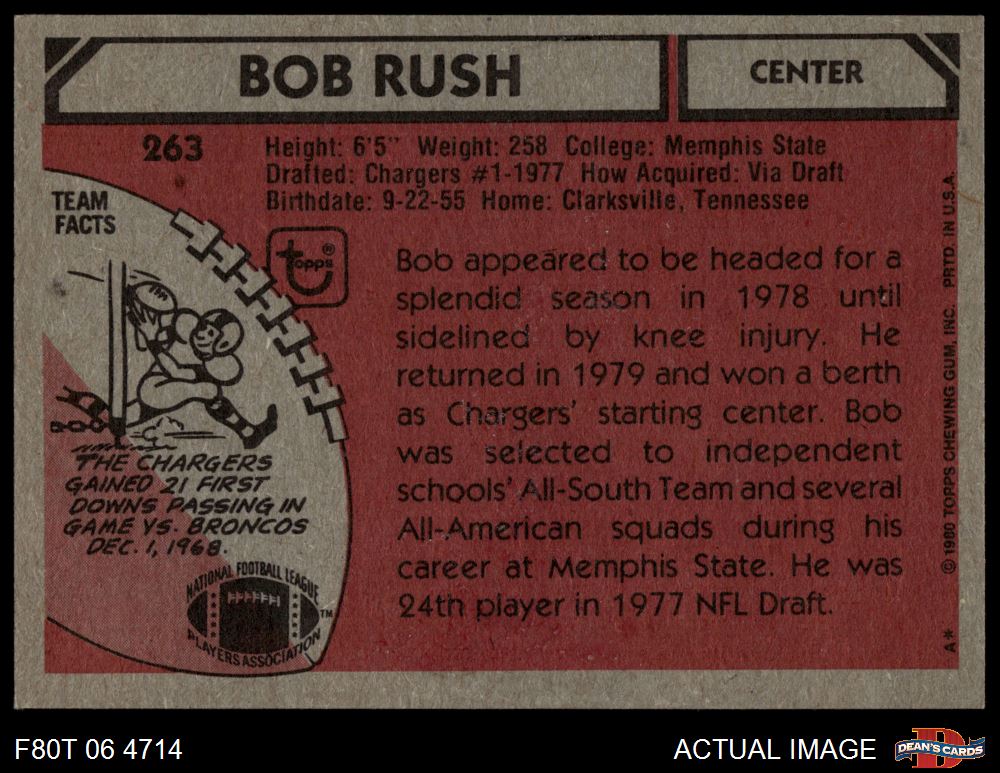 BOB RUSH
CENTER
263
Height: 6'5" Weight: 258 College: Memphis State
Drafted: Chargers #1-1977 How Acquired: Via Draft
Birthdate: 9-22-55 Home: Clarksville, Tennessee
TEAM
FACTS
topps®
Bob appeared to be headed for a
splendid season in 1978 until
sidelined by knee injury. He
returned in 1979 and won a berth
as Chargers' starting center. Bob
was selected to independent
schools' All-South Team and several
All-American squads during his
career at Memphis State. He was
24th player in 1977 NFL Draft.
THE CHARGERS
GAINED 21 FIRST
DOWNS PASSING IN
GAME VS. BRONCOS
DEC. 1, 1968.
NATIONAL FOOTBALL LEAGUE
PLAYERS ASSOCIATION
TM
A* © 1980 TOPPS CHEWING GUM, INC. PRTD. IN U.S.A.
F80T 06 4714
ACTUAL IMAGE
D
DEAN'S CARDS